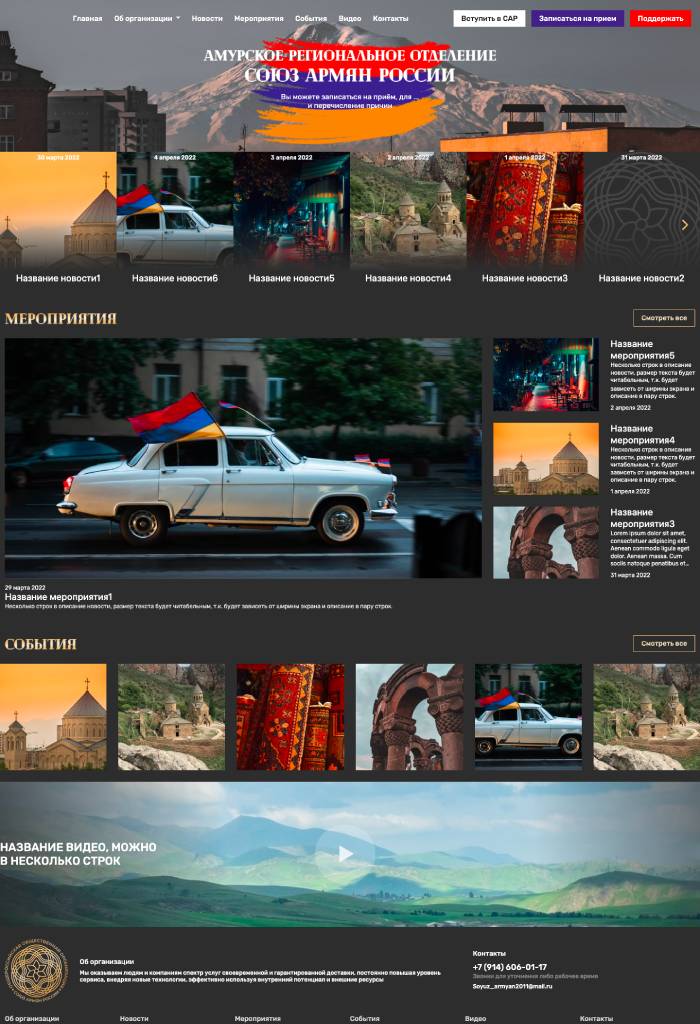 Главная Об организации Новости Мероприятия События Видео Контакты Вступить в САР Записаться на прием Поддержать
АМУРСКОЕ РЕГИОНАЛЬНОЕ ОТДЕЛЕНИЕ
СОЮЗ АРМЯН РОССИИ
Вы можете записаться на приём, для ...
и перечисление причин
30 марта 2022 4 апреля 2022 3 апреля 2022 2 апреля 2022 1 апреля 2022 31 марта 2022
Название новости1 Название новости6 Название новости5 Название новости4 Название новости3 Название новости2
МЕРОПРИЯТИЯ Смотреть все
Название
мероприятия5
Несколько строк в описание
новости, размер текста будет
читабельным, т.к. будет
зависеть от ширины экрана и
описание в пару строк.
2 апреля 2022
Название
мероприятия4
Несколько строк в описание
новости, размер текста будет
читабельным, т.к. будет
зависеть от ширины экрана и
описание в пару строк.
1 апреля 2022
Название
мероприятия3
Lorem ipsum dolor sit amet,
consectetuer adipiscing elit.
Aenean commodo ligula eget
dolor. Aenean massa. Cum
sociis natoque penatibus et...
31 марта 2022
29 марта 2022
Название мероприятия1
Несколько строк в описание новости, размер текста будет читабельным, т.к. будет зависеть от ширины экрана и описание в пару строк.
СОБЫТИЯ Смотреть все
НАЗВАНИЕ ВИДЕО, МОЖНО
В НЕСКОЛЬКО СТРОК
Об организации
Мы оказываем людям и компаниям спектр услуг своевременной и гарантированной доставки, постоянно повышая уровень
сервиса, внедряя новые технологии, эффективно используя внутренний потенциал и внешние ресурсы
Контакты
+7 (914) 606-01-17
Звонки для уточнения либо рабочее время
Soyuz_armyan2011@mail.ru
Об организации Новости Мероприятия События Видео Контакты